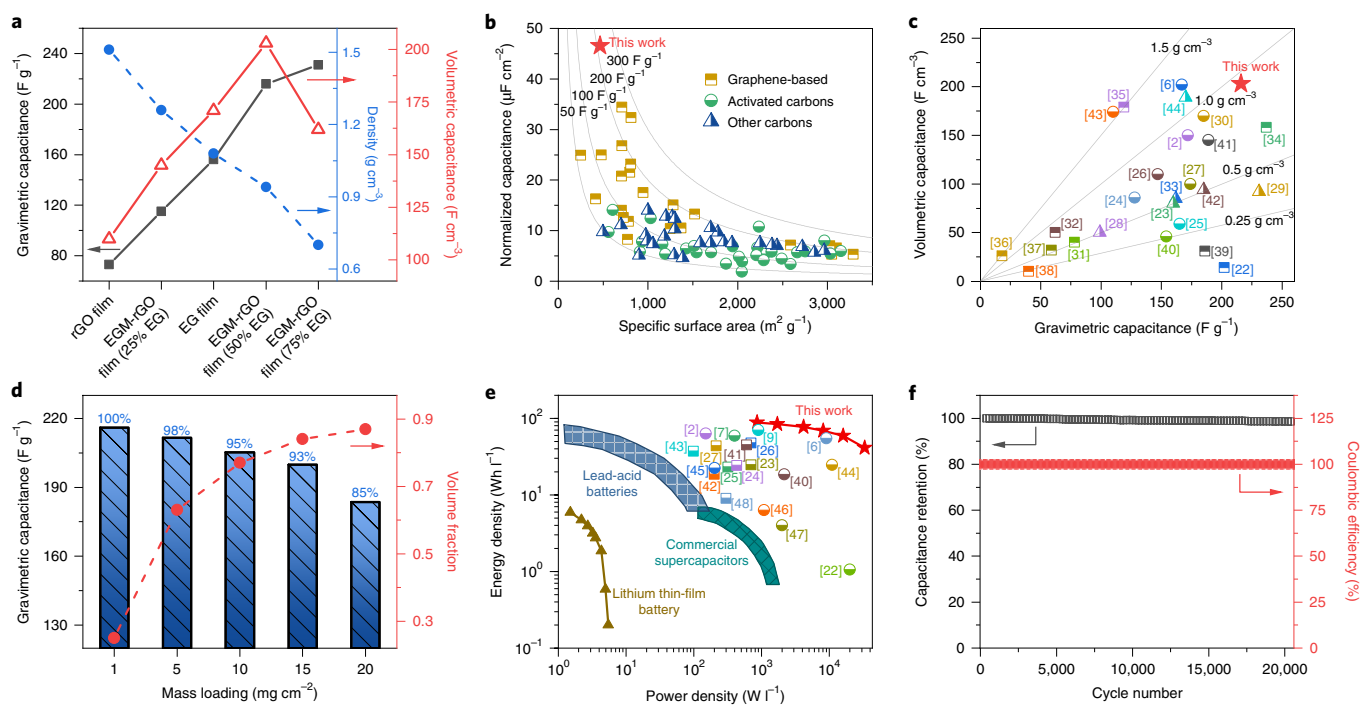 a
Gravimetric capacitance (F g⁻¹)
240
200
160
120
80
1.5
1.2
0.9
0.6
Density (g cm⁻³)
200
175
150
125
100
Volumetric capacitance (F cm⁻³)
rGO film
EGM-rGO
film (25% EG)
EG film
EGM-rGO
film (50% EG)
EGM-rGO
film (75% EG)
b
Normalized capacitance (µF cm⁻²)
50
40
30
20
10
0
This work
300 F g⁻¹
200 F g⁻¹
100 F g⁻¹
50 F g⁻¹
Graphene-based
Activated carbons
Other carbons
0
1,000
2,000
3,000
Specific surface area (m² g⁻¹)
c
Volumetric capacitance (F cm⁻³)
250
200
150
100
50
0
1.5 g cm⁻³
This work
1.0 g cm⁻³
0.5 g cm⁻³
0.25 g cm⁻³
[35]
[6]
[43]
[44]
[30]
[34]
[2]
[41]
[26]
[27]
[33]
[42]
[29]
[24]
[23]
[28]
[25]
[32]
[36]
[37]
[31]
[40]
[39]
[38]
[22]
0
50
100
150
200
250
Gravimetric capacitance (F g⁻¹)
d
Gravimetric capacitance (F g⁻¹)
220
190
160
130
100%
98%
95%
93%
85%
0.9
0.7
0.5
0.3
Volume fraction
1
5
10
15
20
Mass loading (mg cm⁻²)
e
Energy density (Wh l⁻¹)
10²
10¹
10⁰
10⁻¹
This work
[2]
[7]
[9]
[6]
[43]
[27]
[41]
[26]
[45]
[23]
[44]
[42]
[25]
[24]
[40]
[48]
[46]
[47]
[22]
Lead-acid
batteries
Commercial
supercapacitors
Lithium thin-film
battery
10⁰
10¹
10²
10³
10⁴
Power density (W l⁻¹)
f
Capacitance retention (%)
120
100
80
60
40
20
0
125
100
75
50
25
0
Coulombic efficiency (%)
0
5,000
10,000
15,000
20,000
Cycle number